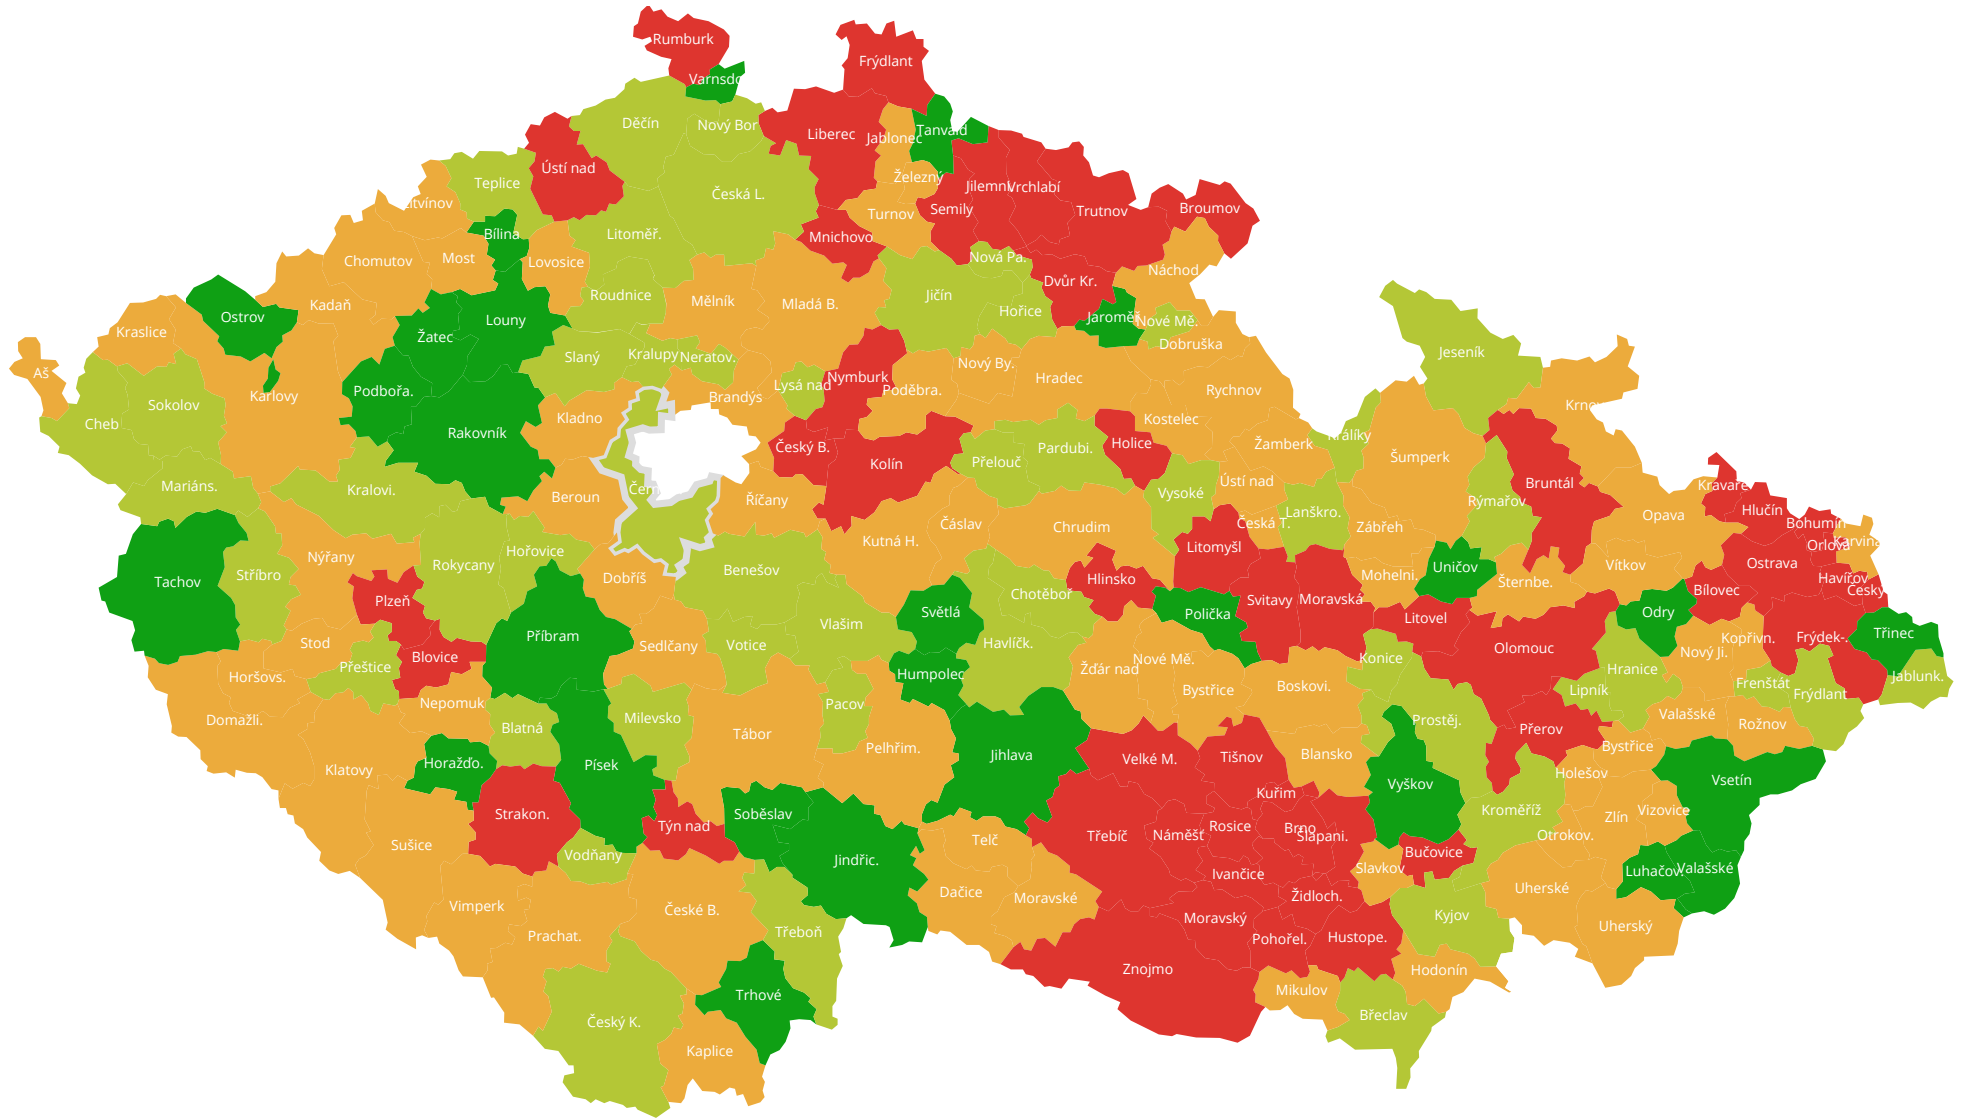 Rumburk
Frýdlant
Varnsdo
Děčín
Nový Bor
Liberec
Jablonec
Tanvald
Ústí nad
Teplice
Česká L.
Železný
Jilemni
Vrchlabí
Semily
Turnov
Trutnov
Broumov
Litvínov
Bílina
Litoměř.
Mnichovo
Chomutov
Most
Lovosice
Nová Pa.
Náchod
Dvůr Kr.
Roudnice
Mělník
Mladá B.
Jičín
Hořice
Kadaň
Ostrov
Louny
Žatec
Jaroměř
Nové Mě.
Kraslice
Slaný
Kralupy
Neratov.
Dobruška
Jeseník
Aš
Nový By.
Hradec
Nymburk
Lysá nad
Poděbra.
Rychnov
Podbořa.
Karlovy
Brandýs
Sokolov
Cheb
Kladno
Kostelec
Rakovník
Králíky
Žamberk
Holice
Český B.
Pardubi.
Šumperk
Kolín
Přelouč
Bruntál
Mariáns.
Kralovi.
Beroun
Říčany
Vysoké
Ústí nad
Kravaře
Rýmařov
Lanškro.
Hlučín
Opava
Čáslav
Chrudim
Česká T.
Zábřeh
Bohumín
Kutná H.
Litomyšl
Orlová
Karviná
Hořovice
Nýřany
Rokycany
Stříbro
Tachov
Benešov
Dobříš
Hlinsko
Mohelni.
Uničov
Šternbe.
Vítkov
Ostrava
Havířov
Český
Bílovec
Chotěboř
Svitavy
Moravská
Plzeň
Světlá
Polička
Litovel
Odry
Vlašim
Příbram
Sedlčany
Votice
Havlíčk.
Kopřivn.
Frýdek-.
Třinec
Stod
Blovice
Přeštice
Olomouc
Nový Ji.
Konice
Nové Mě.
Žďár nad
Hranice
Humpolec
Horšovs.
Jablunk.
Frenštát
Frýdlant
Lipník
Boskovi.
Bystřice
Nepomuk
Pacov
Domažli.
Milevsko
Blatná
Valašské
Rožnov
Prostěj.
Přerov
Tábor
Pelhřim.
Bystřice
Jihlava
Velké M.
Tišnov
Blansko
Horažďo.
Písek
Klatovy
Holešov
Vsetín
Vyškov
Kuřim
Strakon.
Soběslav
Týn nad
Kroměříž
Zlín
Vizovice
Rosice
Brno
Šlapani.
Třebíč
Náměšť
Otrokov.
Telč
Sušice
Vodňany
Jindřic.
Bučovice
Slavkov
Ivančice
Luhačov.
Valašské
Uherské
Dačice
Moravské
Židloch.
Vimperk
České B.
Moravský
Kyjov
Uherský
Třeboň
Prachat.
Pohořel.
Hustope.
Znojmo
Hodonín
Mikulov
Trhové
Břeclav
Český K.
Kaplice